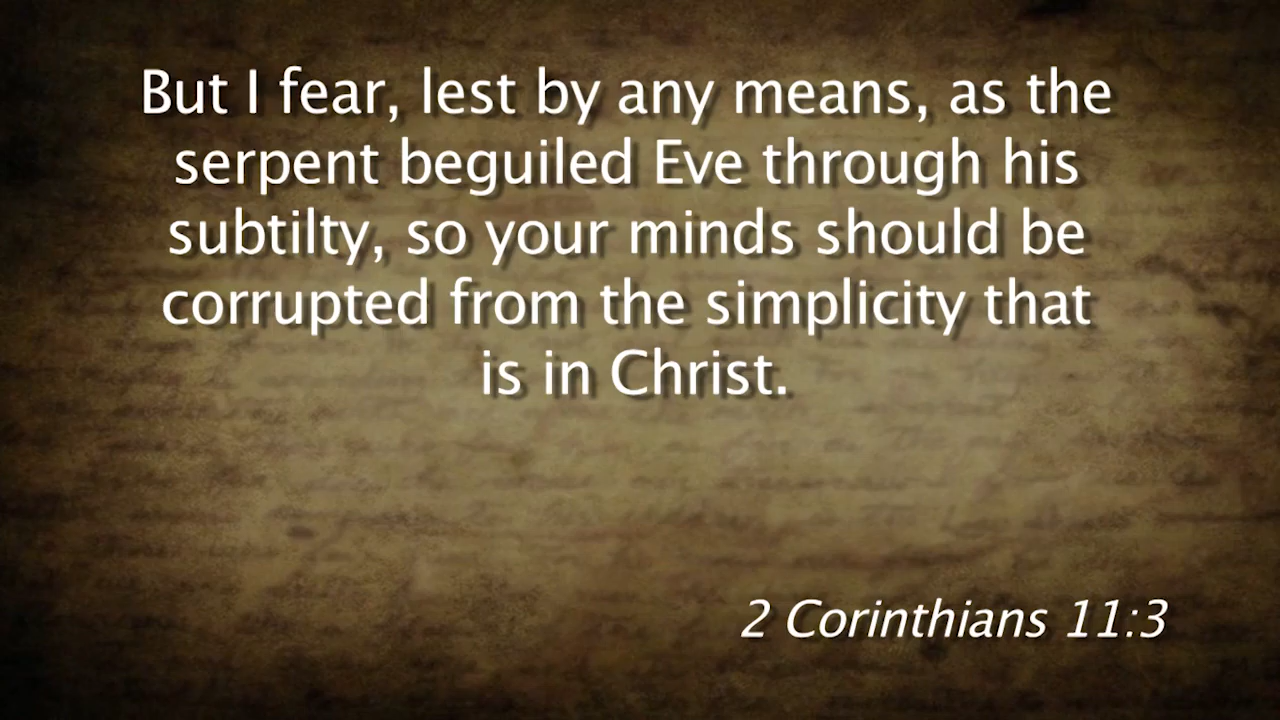 But I fear, lest by any means, as the
serpent beguiled Eve through his
subtilty, so your minds should be
corrupted from the simplicity that
is in Christ.
2 Corinthians 11:3